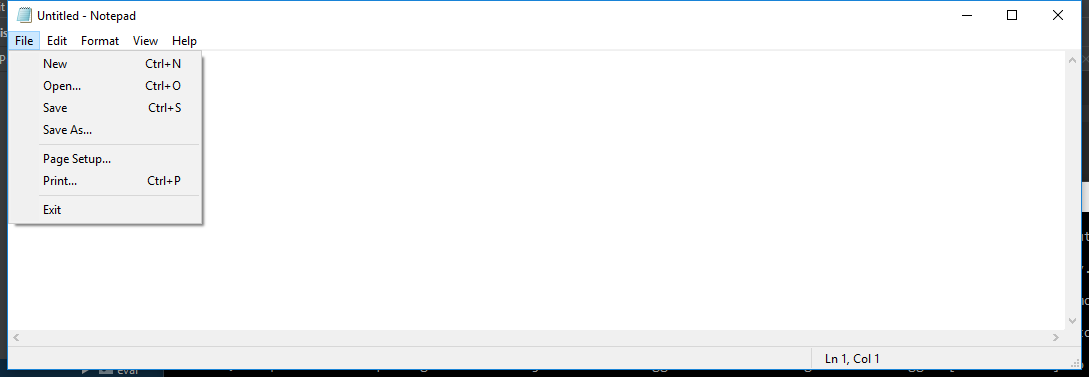 Untitled - Notepad
File Edit Format View Help
New Ctrl+N
Open... Ctrl+O
Save Ctrl+S
Save As...
Page Setup...
Print... Ctrl+P
Exit
Ln 1, Col 1
eval